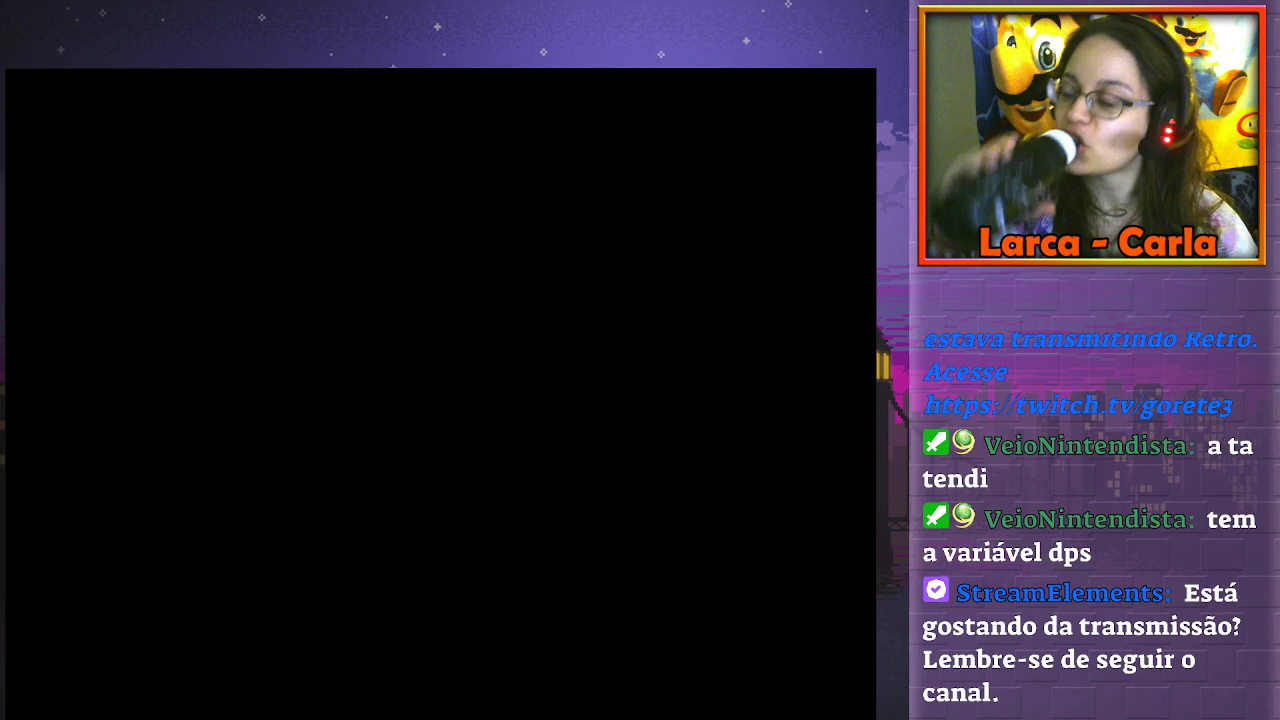 Larca - Carla
estava transmitindo Retro.
Acesse
https://twitch.tv/gorete3
VeioNintendista: a ta
tendi
VeioNintendista: tem
a variável dps
StreamElements: Está
gostando da transmissão?
Lembre-se de seguir o
canal.